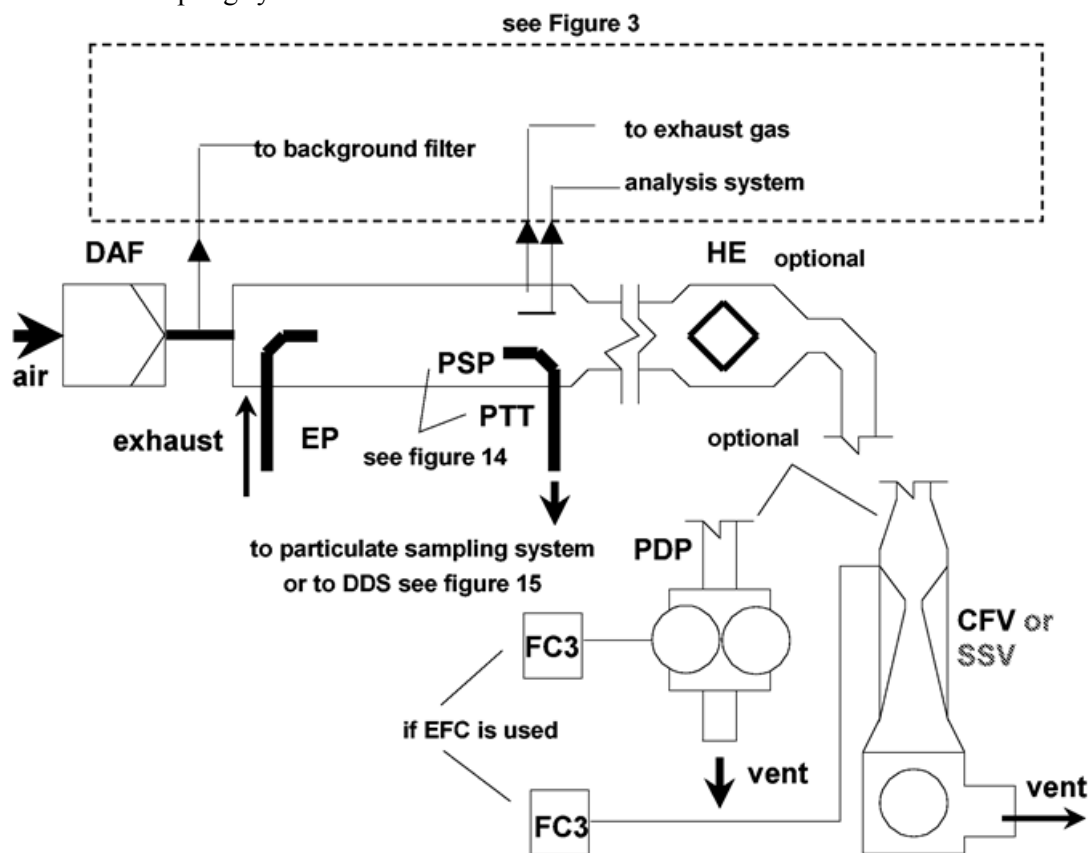 see Figure 3
to exhaust gas
to background filter
analysis system
DAF
HE optional
air
PSP
exhaust
EP
PTT
optional
see figure 14
to particulate sampling system
or to DDS see figure 15
PDP
FC3
CFV or
SSV
if EFC is used
vent
vent
FC3